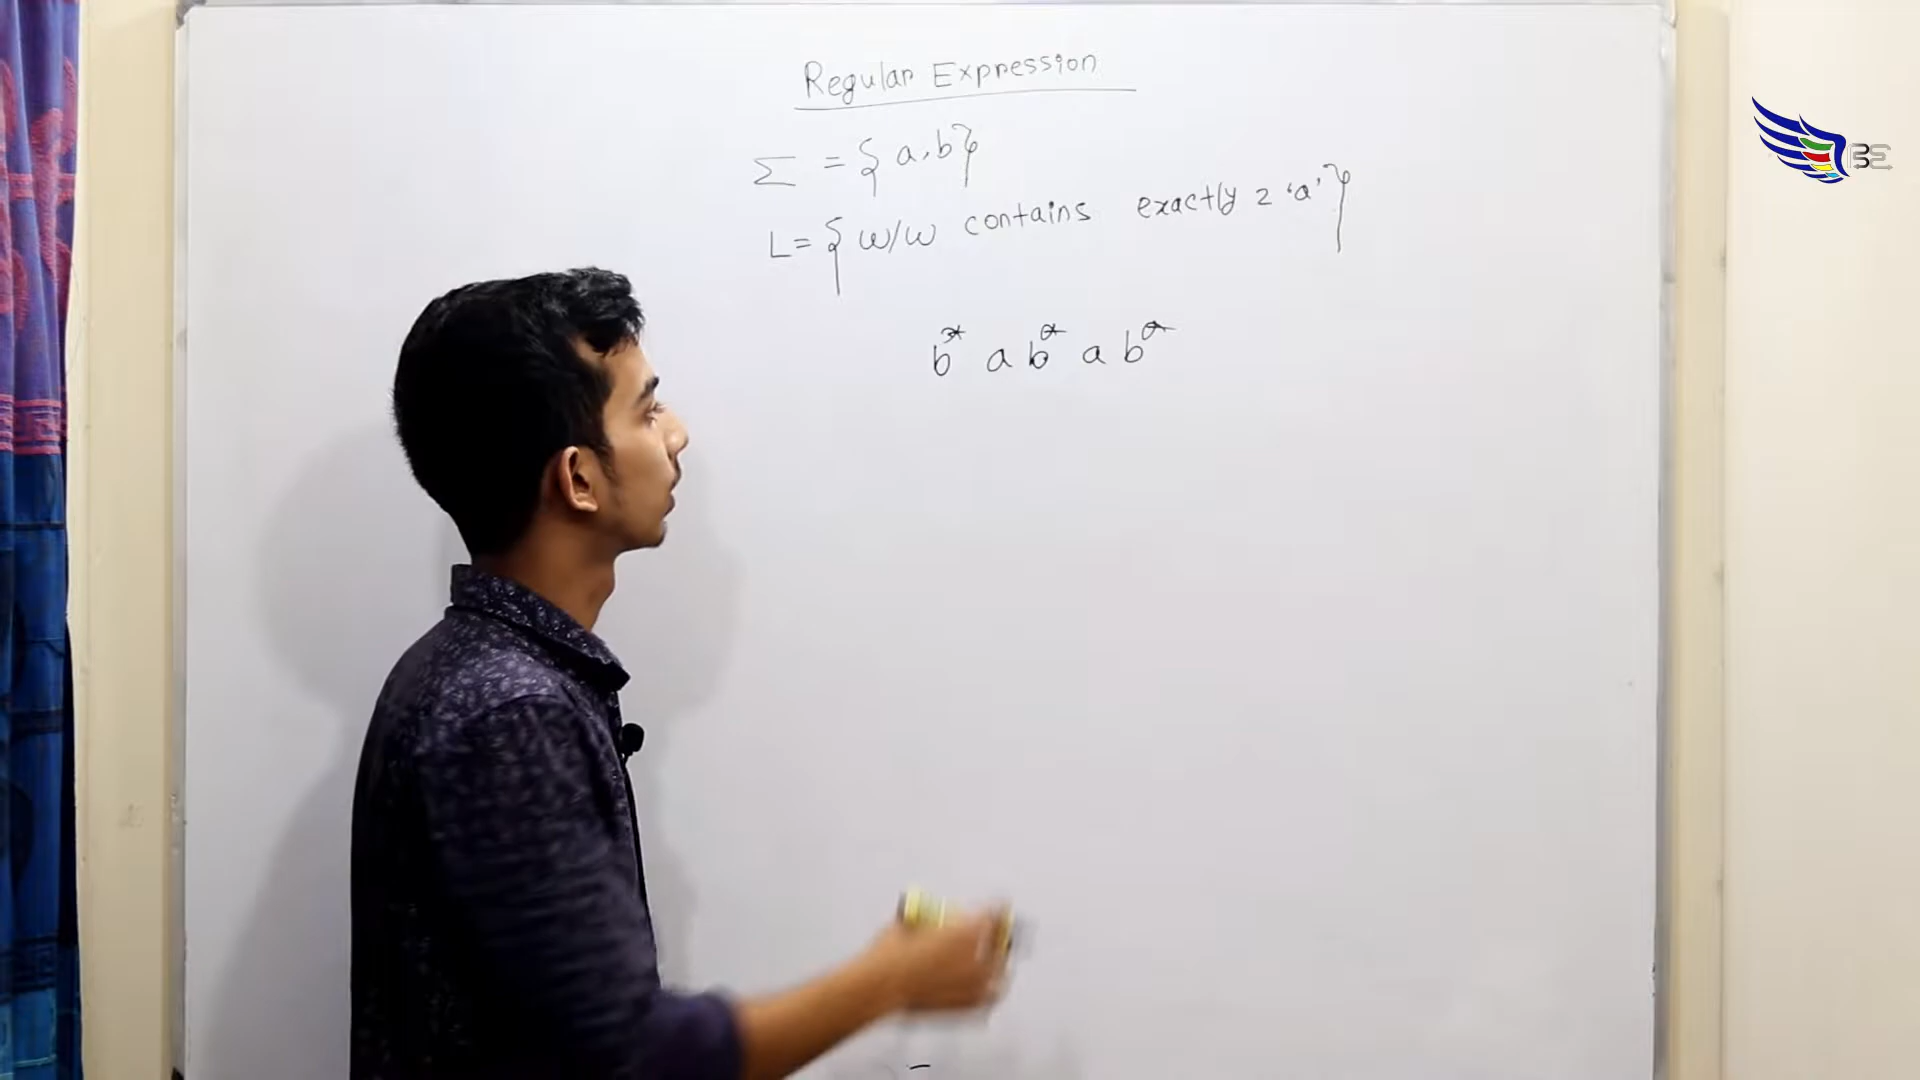 Regular Expression
Σ = { a, b }
L = { w/w contains exactly 2 'a' }
b* a b* a b*